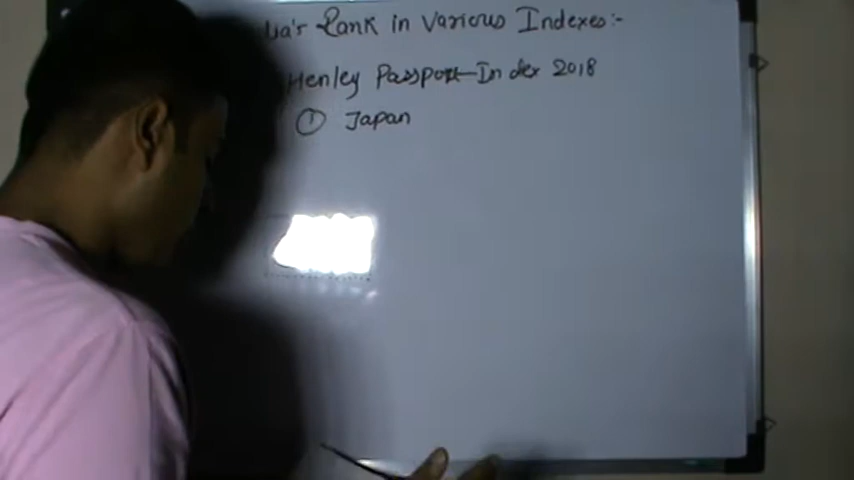 Rank in Various Indexes:-
Henley Passport Index 2018
① Japan